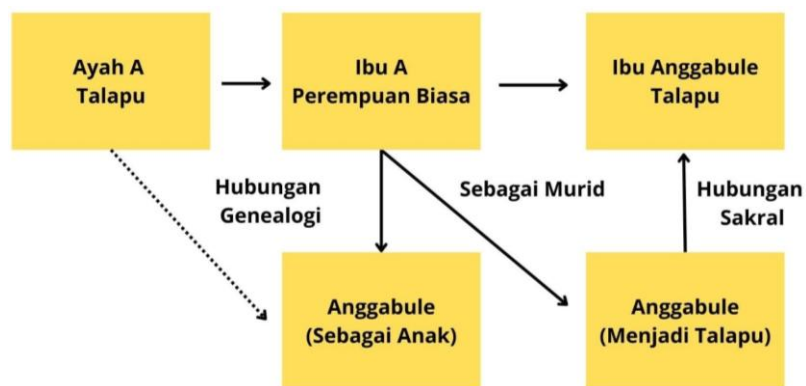 Ayah A
Talapu
Ibu A
Perempuan Biasa
Ibu Anggabule
Talapu
Hubungan
Genealogi
Sebagai Murid
Hubungan
Sakral
Anggabule
(Sebagai Anak)
Anggabule
(Menjadi Talapu)